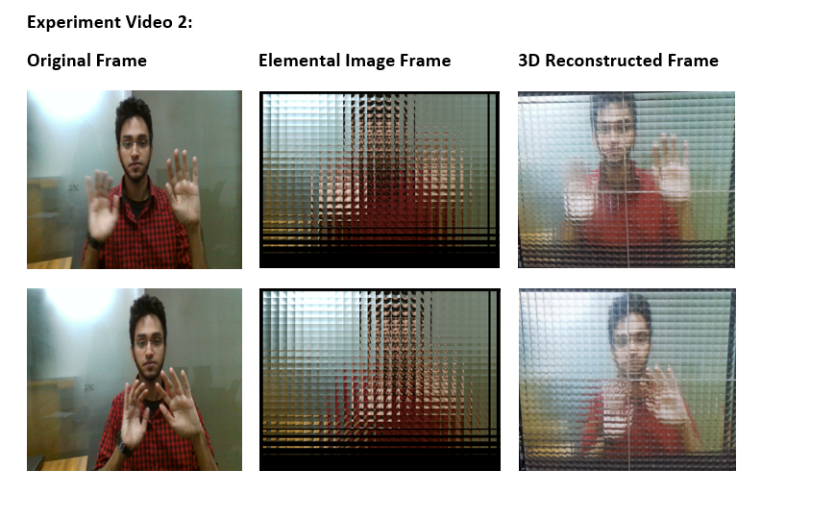 Experiment Video 2:
Original Frame
Elemental Image Frame
3D Reconstructed Frame